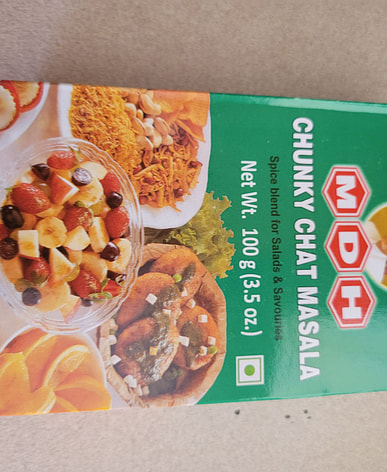 MDH
CHUNKY CHAT MASALA
Spice blend for Salads & Savouries
Net Wt. 100 g (3.5 oz.)